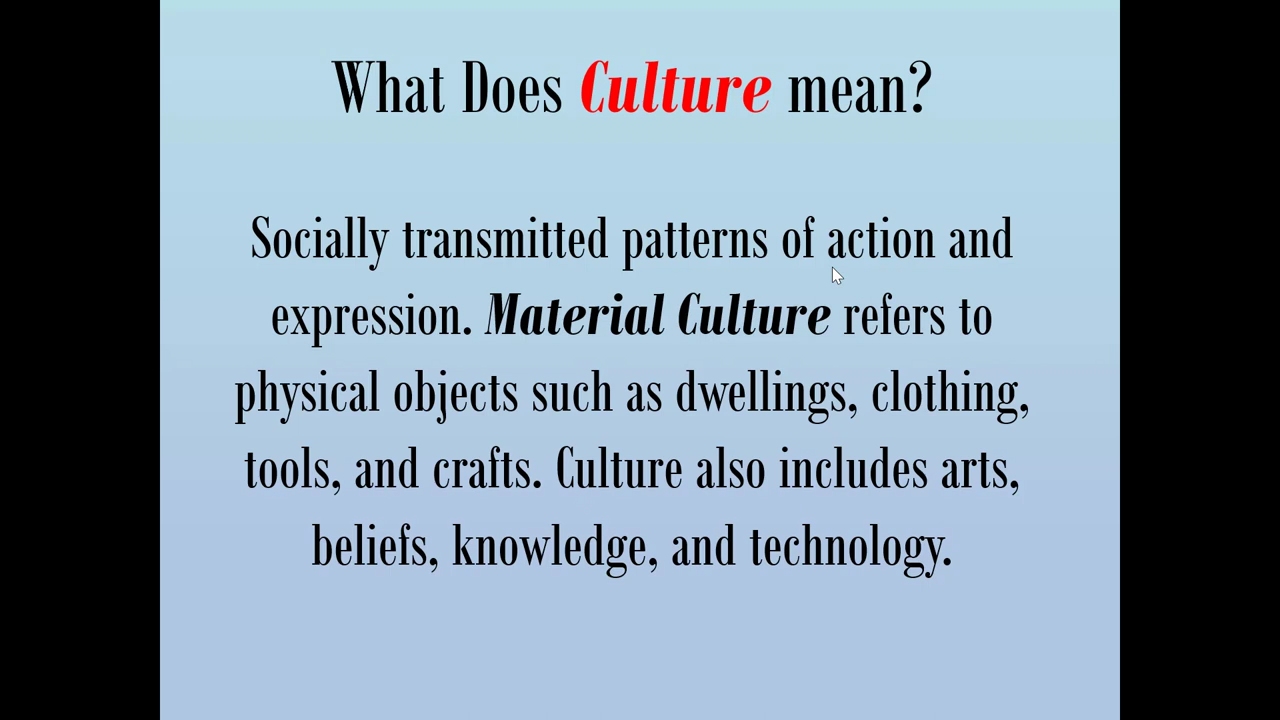 What Does Culture mean?
Socially transmitted patterns of action and
expression. Material Culture refers to
physical objects such as dwellings, clothing,
tools, and crafts. Culture also includes arts,
beliefs, knowledge, and technology.